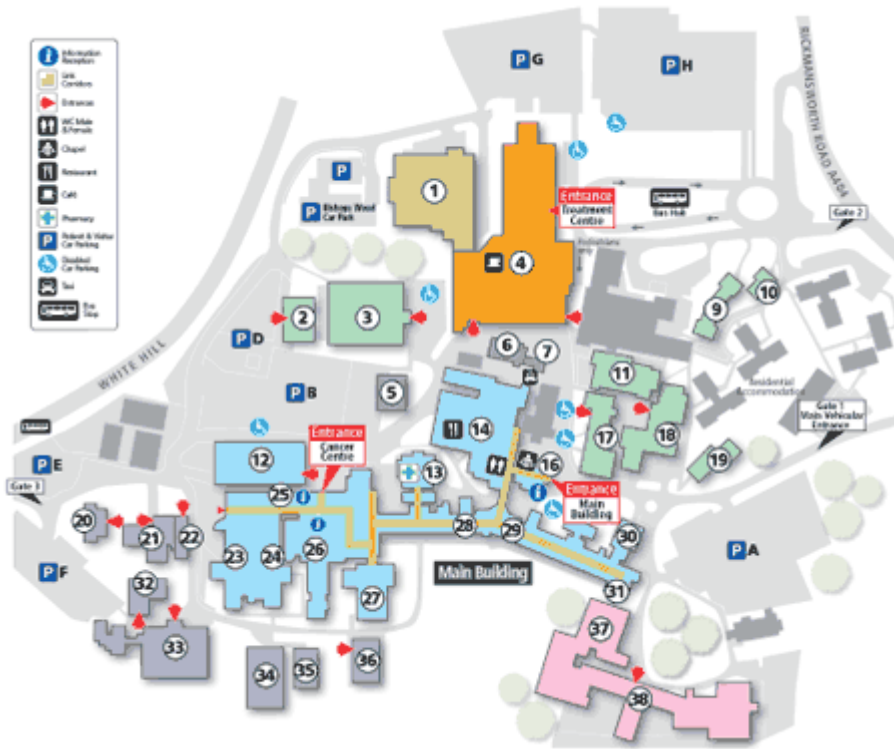 Information
Reception
Link
Corridors
Entrances
WC Male
& Female
Chapel
Restaurant
Café
Pharmacy
Patient & Visitor
Car Parking
Disabled
Car Parking
Taxi
Bus
Stop
P G
P H
RICKMANSWORTH ROAD A404
P
P Bishops Wood
Car Park
1
Entrance
Treatment
Centre
Bus Hub
Gate 2
4
2
3
9
10
P D
WHITE HILL
6
7
P B
5
11
Residential
Accommodation
Gate 1
Main Vehicular
Entrance
Entrance
Cancer
Centre
14
17
18
12
13
16
19
P E
Gate 3
25
Entrance
Main
Building
20
21
22
23
24
26
28
29
30
P A
P F
32
27
Main Building
31
33
34
35
36
37
38